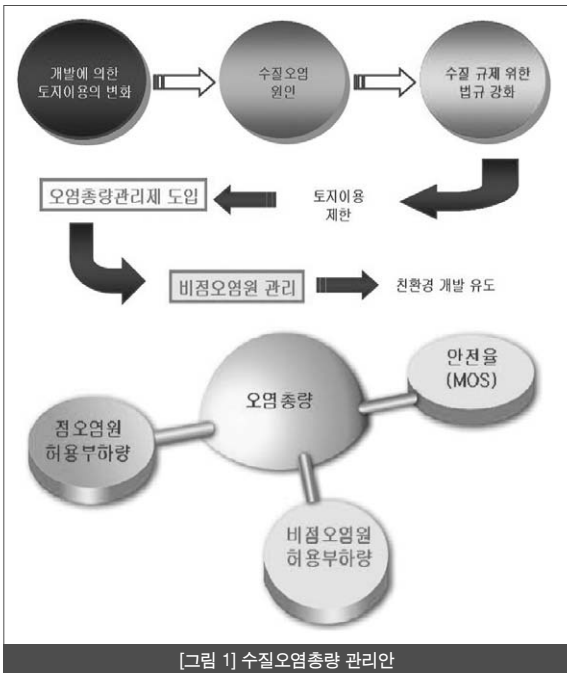 개발에 의한
토지이용의 변화
수질오염
원인
수질 규제 위한
법규 강화
오염총량관리제 도입
토지이용
제한
비점오염원 관리
친환경 개발 유도
오염총량
안전율
(MOS)
점오염원
허용부하량
비점오염원
허용부하량
[그림 1] 수질오염총량 관리안